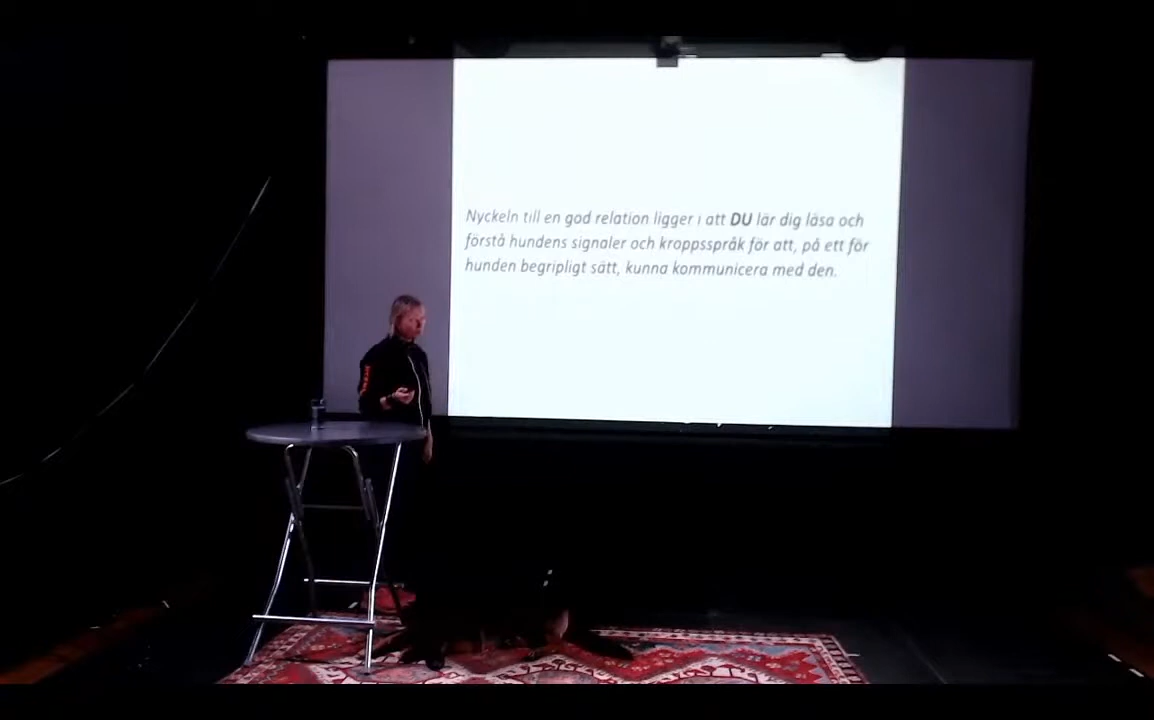 Nyckeln till en god relation ligger i att DU lär dig läsa och
förstå hundens signaler och kroppsspråk för att, på ett för
hunden begripligt sätt, kunna kommunicera med den.